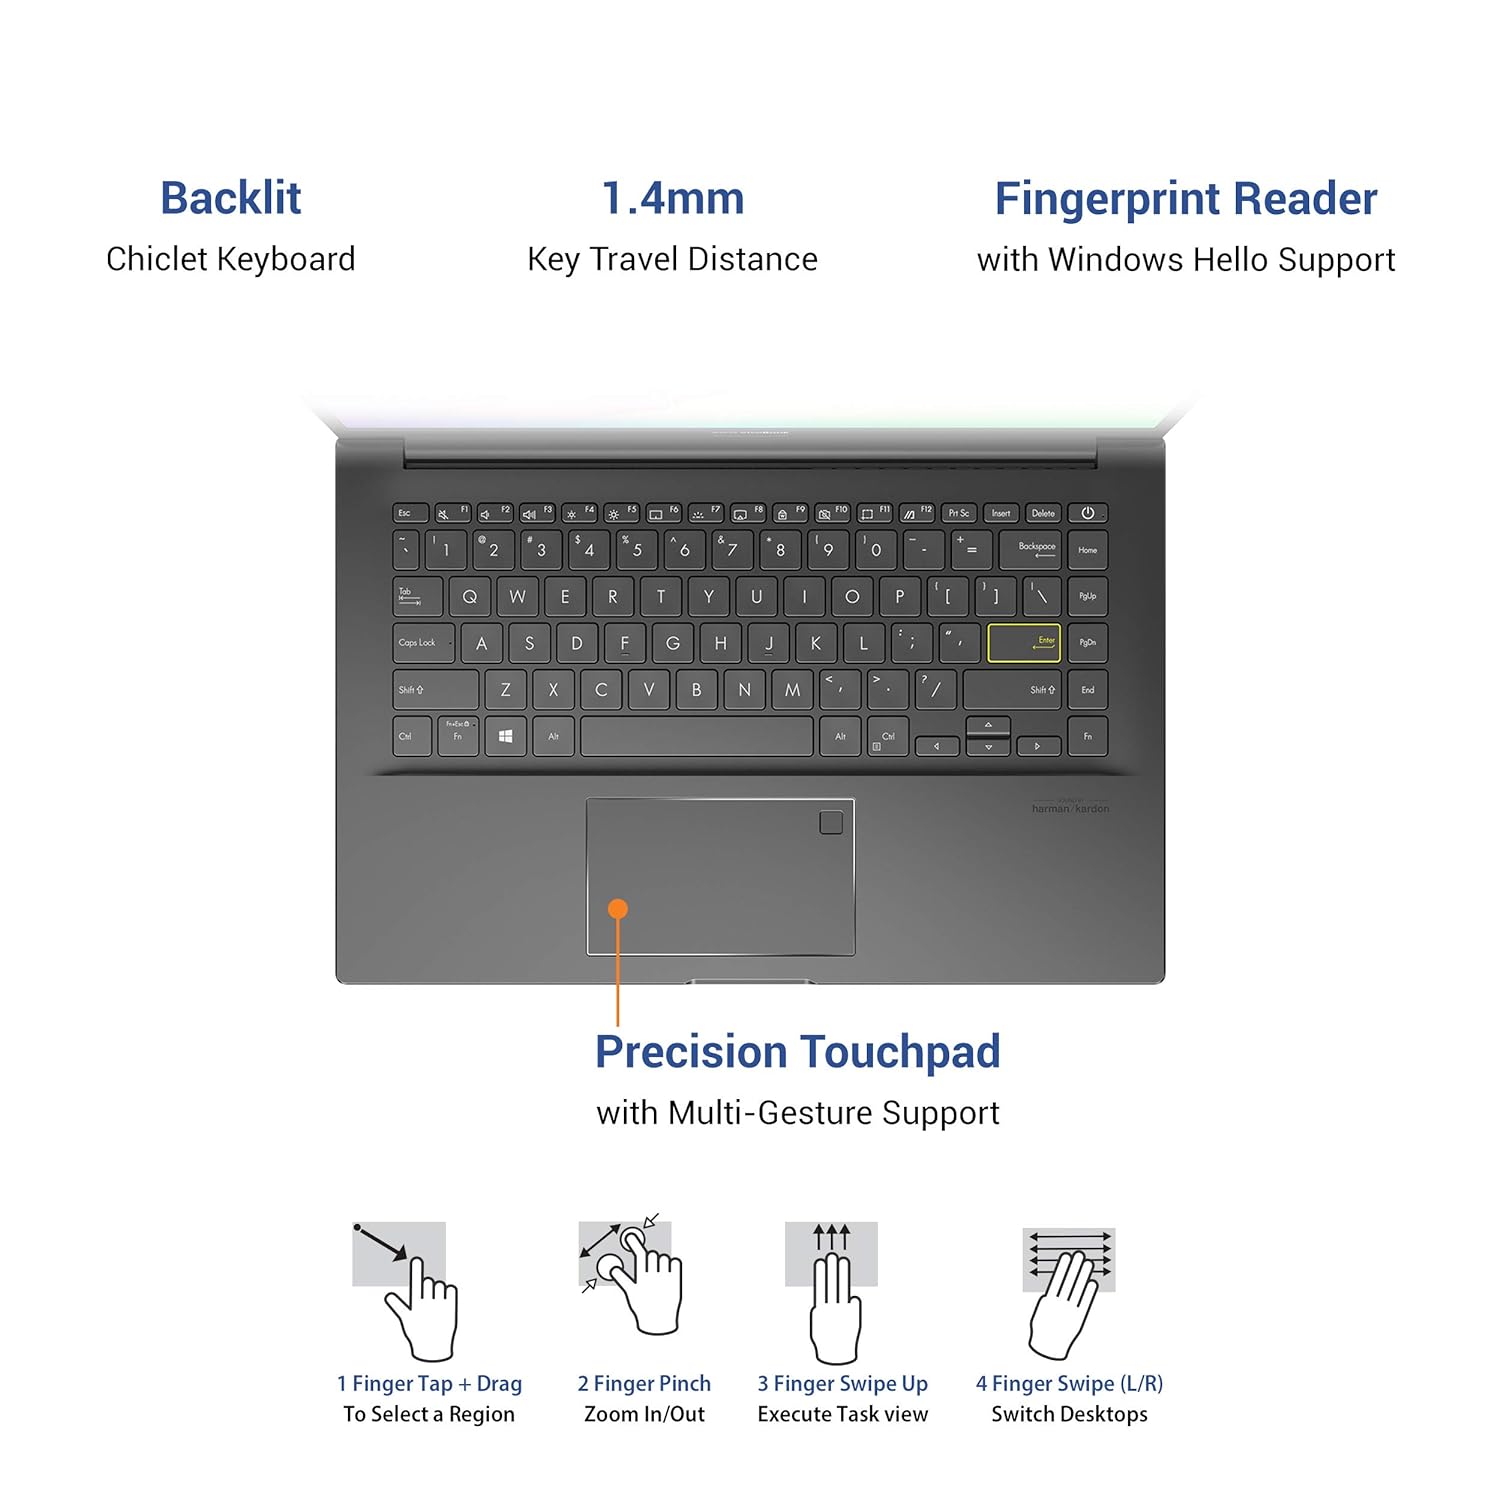 Backlit
Chiclet Keyboard
1.4mm
Key Travel Distance
Fingerprint Reader
with Windows Hello Support
Esc F1 F2 F3 F4 F5 F6 F7 F8 F9 F10 F11 F12 Prt Sc Insert Delete
~ ` ! 1 @ 2 # 3 $ 4 % 5 ^ 6 & 7 * 8 ( 9 ) 0 _ - + = Backspace Home
Tab Q W E R T Y U I O P { [ } ] | \ PgUp
Caps Lock A S D F G H J K L : ; " ' Enter PgDn
Shift Z X C V B N M < , > . ? / Shift End
Ctrl Fn+Esc Fn Alt Alt Ctrl Fn
harman/kardon
Precision Touchpad
with Multi-Gesture Support
1 Finger Tap + Drag
To Select a Region
2 Finger Pinch
Zoom In/Out
3 Finger Swipe Up
Execute Task view
4 Finger Swipe (L/R)
Switch Desktops